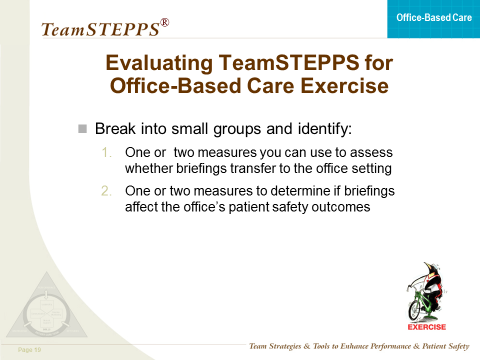 Office-Based Care
TeamSTEPPS®
Evaluating TeamSTEPPS for
Office-Based Care Exercise
Break into small groups and identify:
1. One or two measures you can use to assess
whether briefings transfer to the office setting
2. One or two measures to determine if briefings
affect the office's patient safety outcomes
EXERCISE
Page 10
Team Strategies & Tools to Enhance Performance & Patient Safety